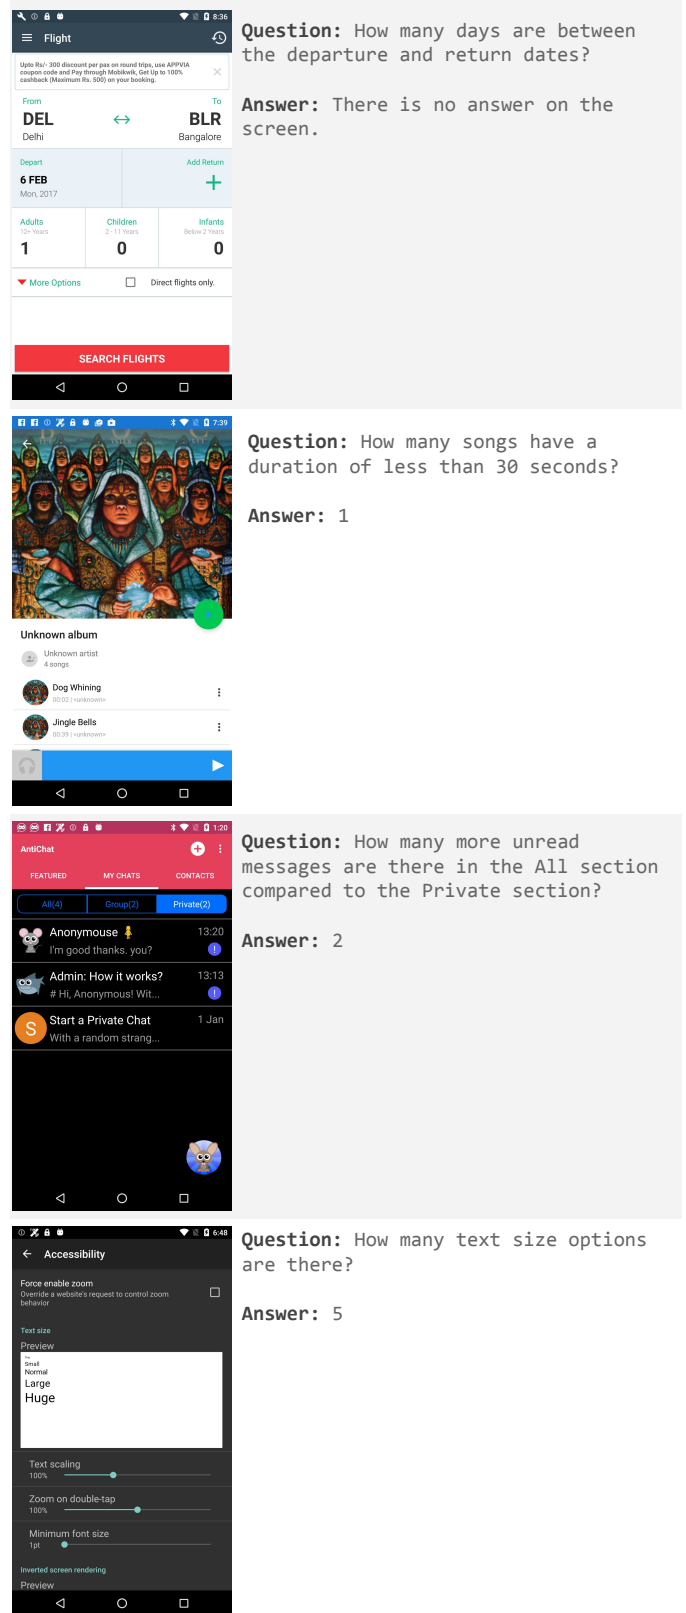 8:36
Flight
Question: How many days are between
the departure and return dates?
Upto Rs/- 300 discount per pax on round trips, use APPVIA
coupon code and Pay through Mobikwik, Get Up to 100%
cashback (Maximum Rs. 500) on your booking.
Answer: There is no answer on the
screen.
From
To
DEL
BLR
Delhi
Bangalore
Depart
Add Return
6 FEB
Mon, 2017
Adults
Children
Infants
12+ Years
2 - 11 Years
Below 2 Years
1
0
0
More Options
Direct flights only.
SEARCH FLIGHTS
7:39
Question: How many songs have a
duration of less than 30 seconds?
Answer: 1
Unknown album
Unknown artist
4 songs
Dog Whining
00:02 | <unknown>
Jingle Bells
00:39 | <unknown>
1:20
AntiChat
Question: How many more unread
messages are there in the All section
compared to the Private section?
Answer: 2
FEATURED
MY CHATS
CONTACTS
All(4)
Group(2)
Private(2)
Anonymouse
13:20
I'm good thanks. you?
Admin: How it works?
13:13
# Hi, Anonymous! Wit...
S
Start a Private Chat
1 Jan
With a random strang...
6:48
Accessibility
Question: How many text size options
are there?
Answer: 5
Force enable zoom
Override a website's request to control zoom
behavior
Text size
Preview
Small
Normal
Large
Huge
Text scaling
100%
Zoom on double-tap
100%
Minimum font size
1pt
Inverted screen rendering
Preview